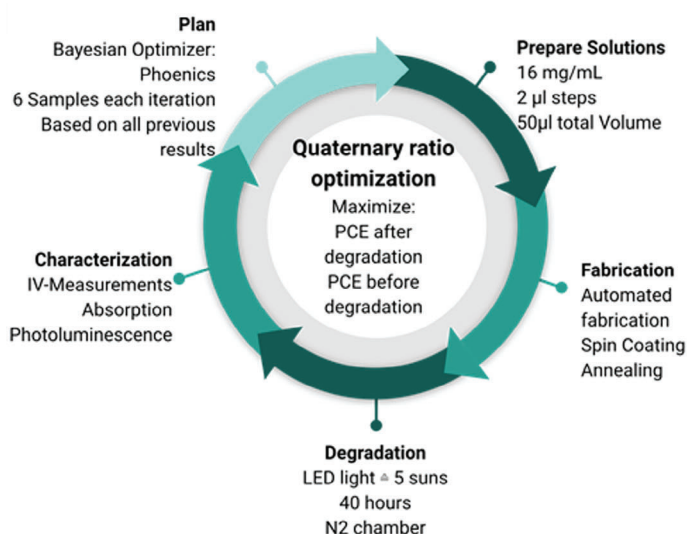 Plan
Bayesian Optimizer:
Phoenics
6 Samples each iteration
Based on all previous
results
Prepare Solutions
16 mg/mL
2 µl steps
50µl total Volume
Quaternary ratio
optimization
Maximize:
PCE after
degradation
PCE before
degradation
Characterization
IV-Measurements
Absorption
Photoluminescence
Fabrication
Automated
fabrication
Spin Coating
Annealing
Degradation
LED light ≙ 5 suns
40 hours
N2 chamber